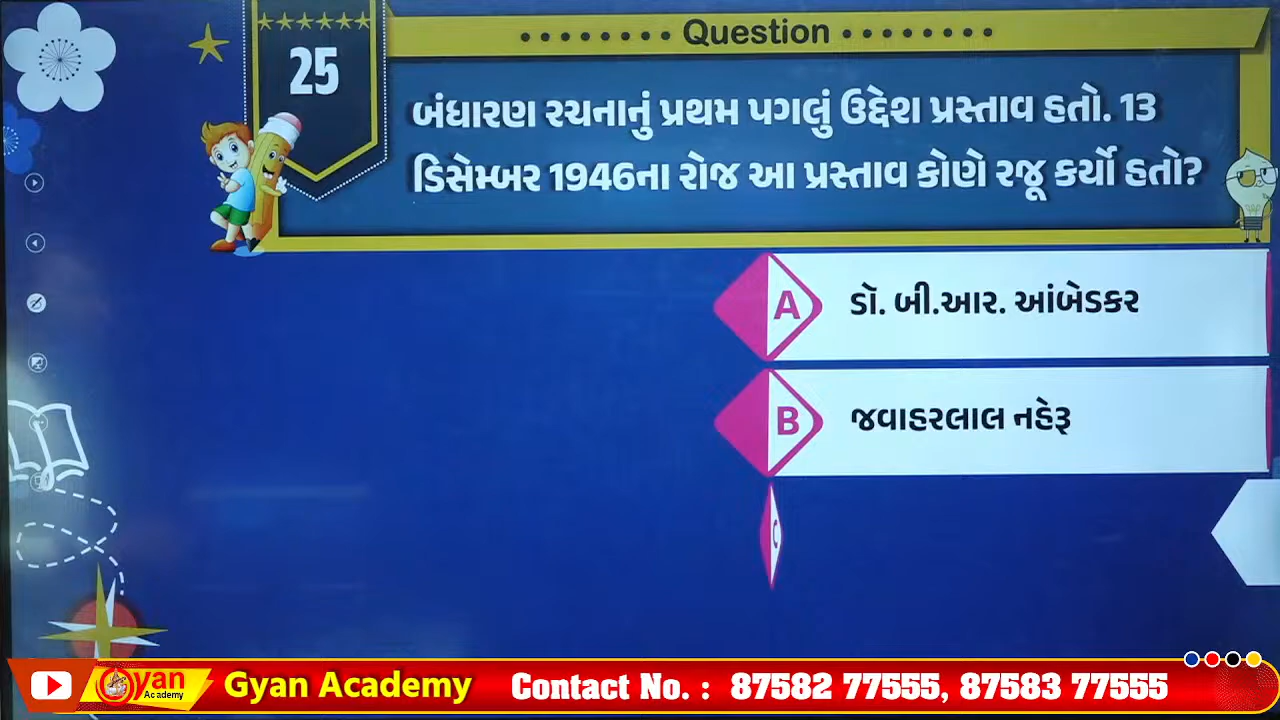 Question
25
બંધારણ રચનાનું પ્રથમ પગલું ઉદ્દેશ પ્રસ્તાવ હતો. 13
ડિસેમ્બર 1946ના રોજ આ પ્રસ્તાવ કોણે રજૂ કર્યો હતો?
A ડૉ. બી.આર. આંબેડકર
B જવાહરલાલ નહેરૂ
C
Gyan Academy Gyan Academy Contact No. : 87582 77555, 87583 77555